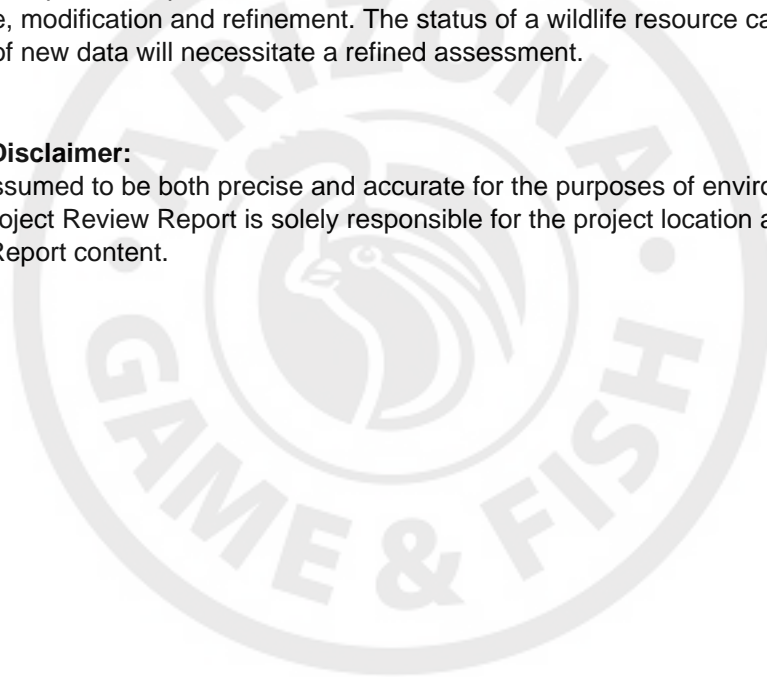 e, modification and refinement. The status of a wildlife resource ca
of new data will necessitate a refined assessment.
Disclaimer:
ssumed to be both precise and accurate for the purposes of enviro
oject Review Report is solely responsible for the project location a
Report content.
ARIZONA
GAME & FISH